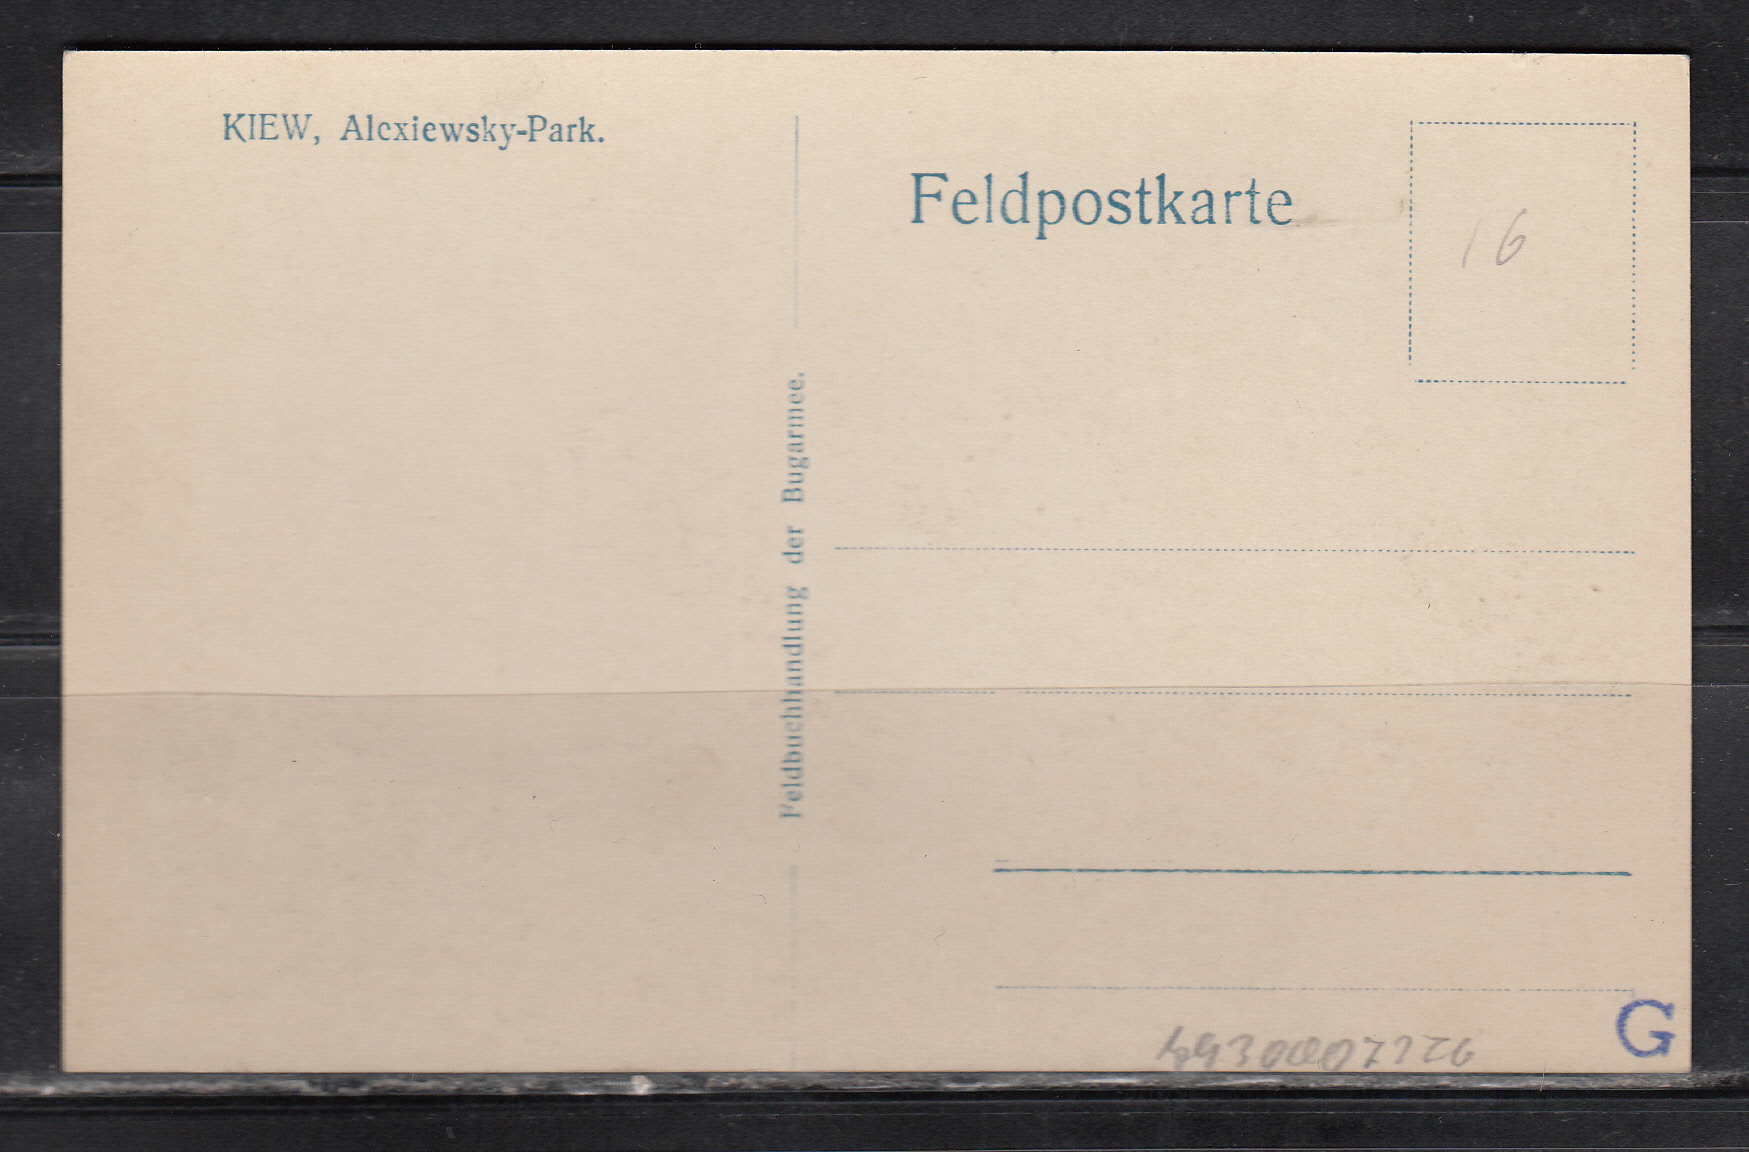 KIEW, Alexiewsky-Park.
Feldpostkarte
16
Feldbuchhandlung der Bugarmee.
G